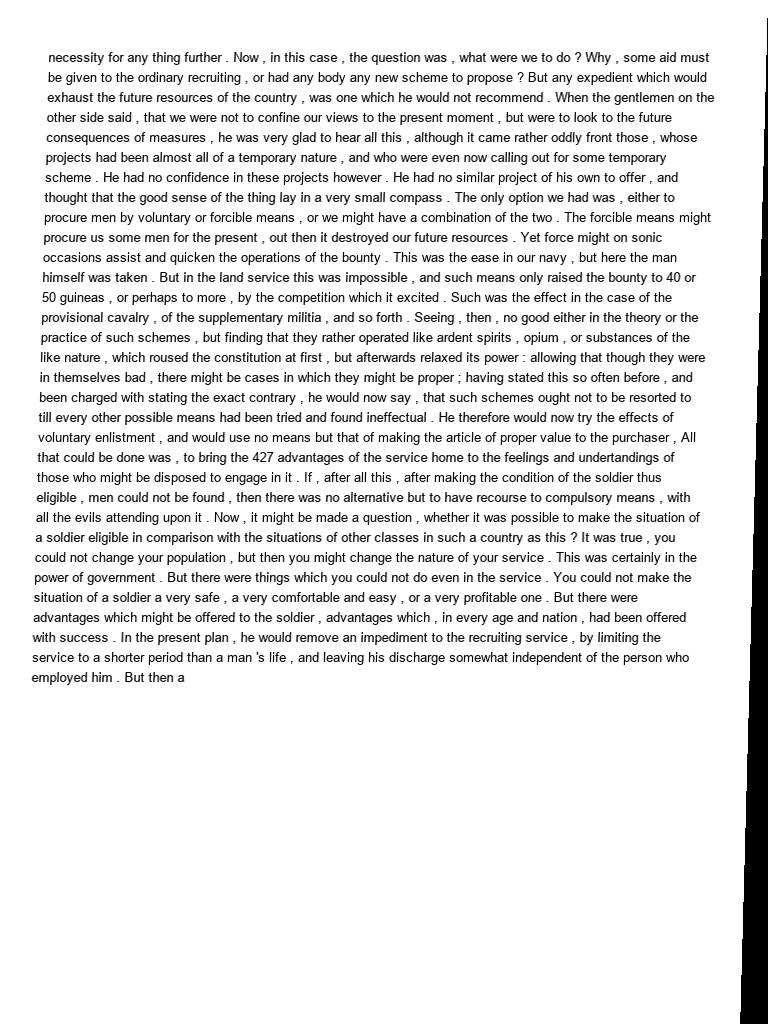 necessity for any thing further . Now , in this case , the question was , what were we to do ? Why , some aid must
be given to the ordinary recruiting , or had any body any new scheme to propose ? But any expedient which would
exhaust the future resources of the country , was one which he would not recommend . When the gentlemen on the
other side said , that we were not to confine our views to the present moment , but were to look to the future
consequences of measures , he was very glad to hear all this , although it came rather oddly front those , whose
projects had been almost all of a temporary nature , and who were even now calling out for some temporary
scheme . He had no confidence in these projects however . He had no similar project of his own to offer , and
thought that the good sense of the thing lay in a very small compass . The only option we had was , either to
procure men by voluntary or forcible means , or we might have a combination of the two . The forcible means might
procure us some men for the present , out then it destroyed our future resources . Yet force might on sonic
occasions assist and quicken the operations of the bounty . This was the ease in our navy , but here the man
himself was taken . But in the land service this was impossible , and such means only raised the bounty to 40 or
50 guineas , or perhaps to more , by the competition which it excited . Such was the effect in the case of the
provisional cavalry , of the supplementary militia , and so forth . Seeing , then , no good either in the theory or the
practice of such schemes , but finding that they rather operated like ardent spirits , opium , or substances of the
like nature , which roused the constitution at first , but afterwards relaxed its power : allowing that though they were
in themselves bad , there might be cases in which they might be proper ; having stated this so often before , and
been charged with stating the exact contrary , he would now say , that such schemes ought not to be resorted to
till every other possible means had been tried and found ineffectual . He therefore would now try the effects of
voluntary enlistment , and would use no means but that of making the article of proper value to the purchaser , All
that could be done was , to bring the 427 advantages of the service home to the feelings and undertandings of
those who might be disposed to engage in it . If , after all this , after making the condition of the soldier thus
eligible , men could not be found , then there was no alternative but to have recourse to compulsory means , with
all the evils attending upon it . Now , it might be made a question , whether it was possible to make the situation of
a soldier eligible in comparison with the situations of other classes in such a country as this ? It was true , you
could not change your population , but then you might change the nature of your service . This was certainly in the
power of government . But there were things which you could not do even in the service . You could not make the
situation of a soldier a very safe , a very comfortable and easy , or a very profitable one . But there were
advantages which might be offered to the soldier , advantages which , in every age and nation , had been offered
with success . In the present plan , he would remove an impediment to the recruiting service , by limiting the
service to a shorter period than a man 's life , and leaving his discharge somewhat independent of the person who
employed him . But then a